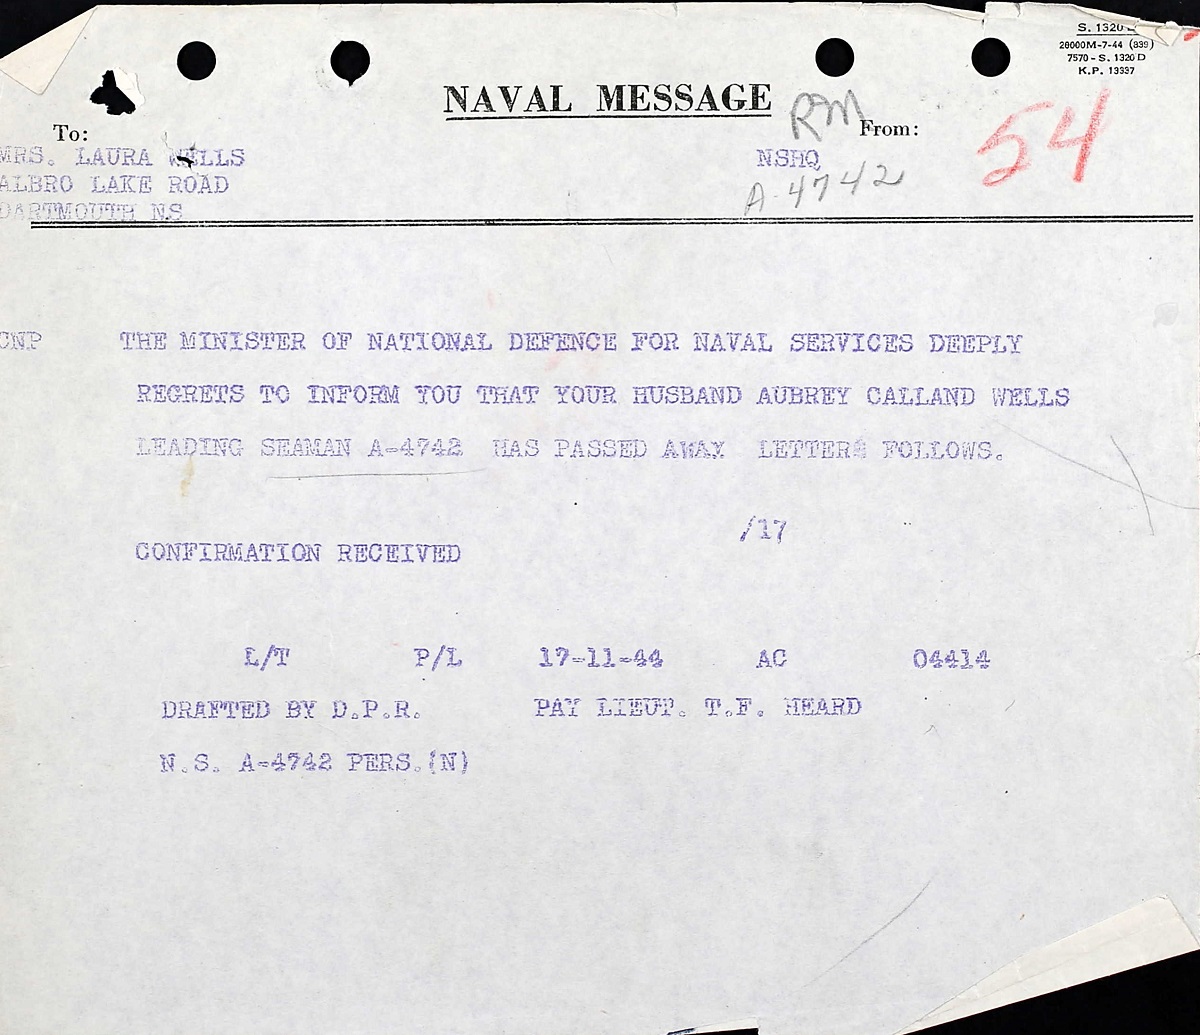 S. 1320 D
28000M-7-44 (839)
7570-S. 1320 D
K.P. 13337
NAVAL MESSAGE
RM
54
To:
From:
MRS. LAURA WELLS
NSHQ
ALBRO LAKE ROAD
A-4742
DARTMOUTH NS
CNP THE MINISTER OF NATIONAL DEFENCE FOR NAVAL SERVICES DEEPLY
REGRETS TO INFORM YOU THAT YOUR HUSBAND AUBREY CALLAND WELLS
LEADING SEAMAN A-4742 HAS PASSED AWAY LETTERS FOLLOWS.
/17
CONFIRMATION RECEIVED
L/T P/L 17-11-44 AC 04414
DRAFTED BY D.P.R. PAY LIEUT. T.F. HEARD
N.S. A-4742 PERS.(N)